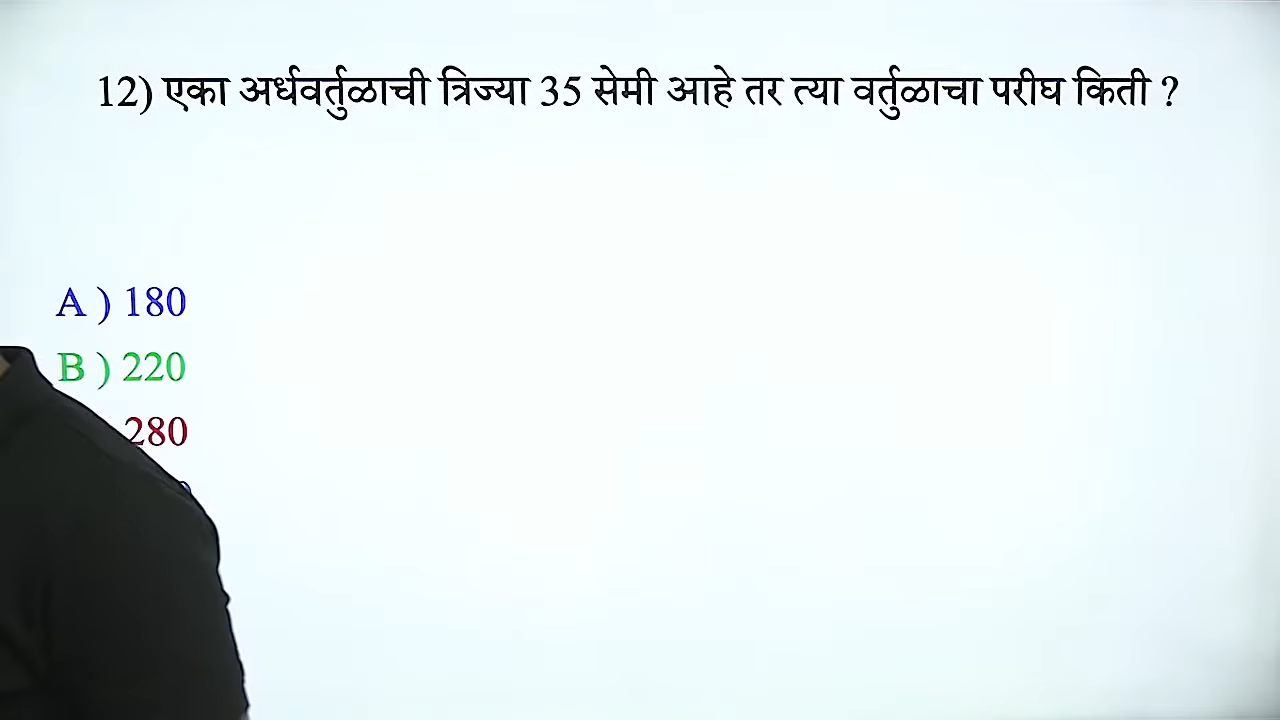 12) एका अर्धवर्तुळाची त्रिज्या 35 सेमी आहे तर त्या वर्तुळाचा परीघ किती ?
A ) 180
B ) 220
280